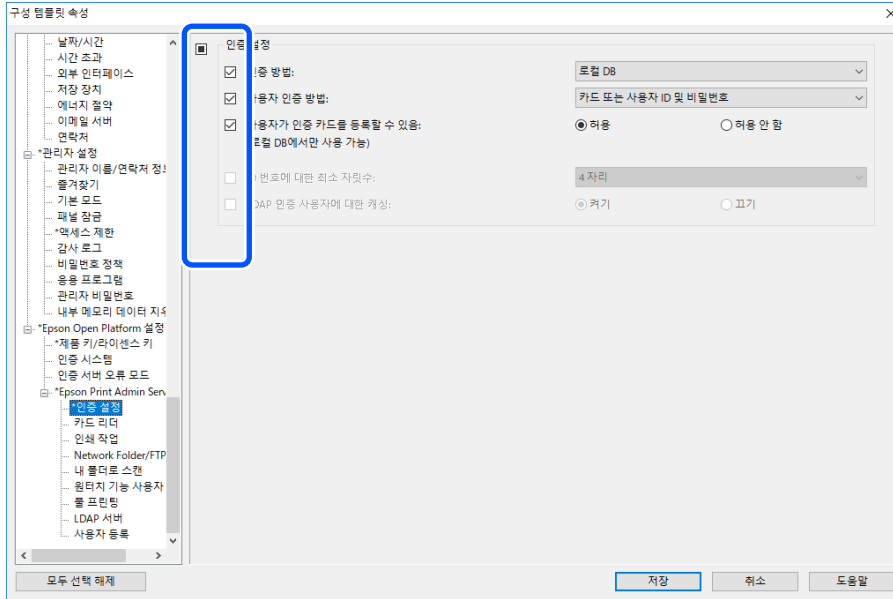 구성 템플릿 속성
날짜/시간
시간 초과
외부 인터페이스
저장 장치
에너지 절약
이메일 서버
연락처
*관리자 설정
관리자 이름/연락처
즐겨찾기
기본 모드
패널 잠금
*액세스 제한
감사 로그
비밀번호 정책
응용 프로그램
관리자 비밀번호
내부 메모리 데이터
*Epson Open Platform 설정
*제품 키/라이센스 키
인증 시스템
인증 서버 오류 모드
*Epson Print Admin
*인증 설정
카드 리더
인쇄 작업
Network Folder/FTP
내 폴더로 스캔
원터치 기능 사용자
풀 프린팅
LDAP 서버
사용자 등록
인증 설정
인증 방법:
로컬 DB
사용자 인증 방법:
카드 또는 사용자 ID 및 비밀번호
사용자가 인증 카드를 등록할 수 있음:
(로컬 DB에서만 사용 가능)
허용
허용 안 함
번호에 대한 최소 자릿수:
4 자리
인증 사용자에 대한 캐싱:
켜기
끄기
모두 선택 해제
저장
취소
도움말